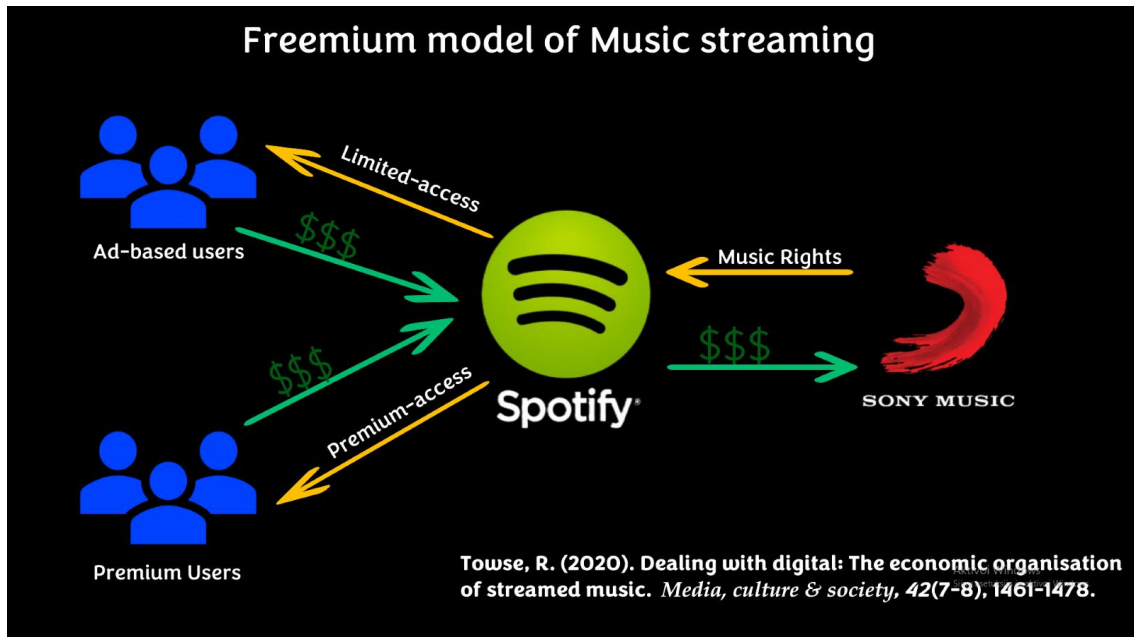 Freemium model of Music streaming
Limited-access
$$$
Ad-based users
Music Rights
$$$
$$$
Premium-access
Spotify®
SONY MUSIC
Premium Users
Towse, R. (2020). Dealing with digital: The economic organisation
of streamed music. Media, culture & society, 42(7-8), 1461-1478.